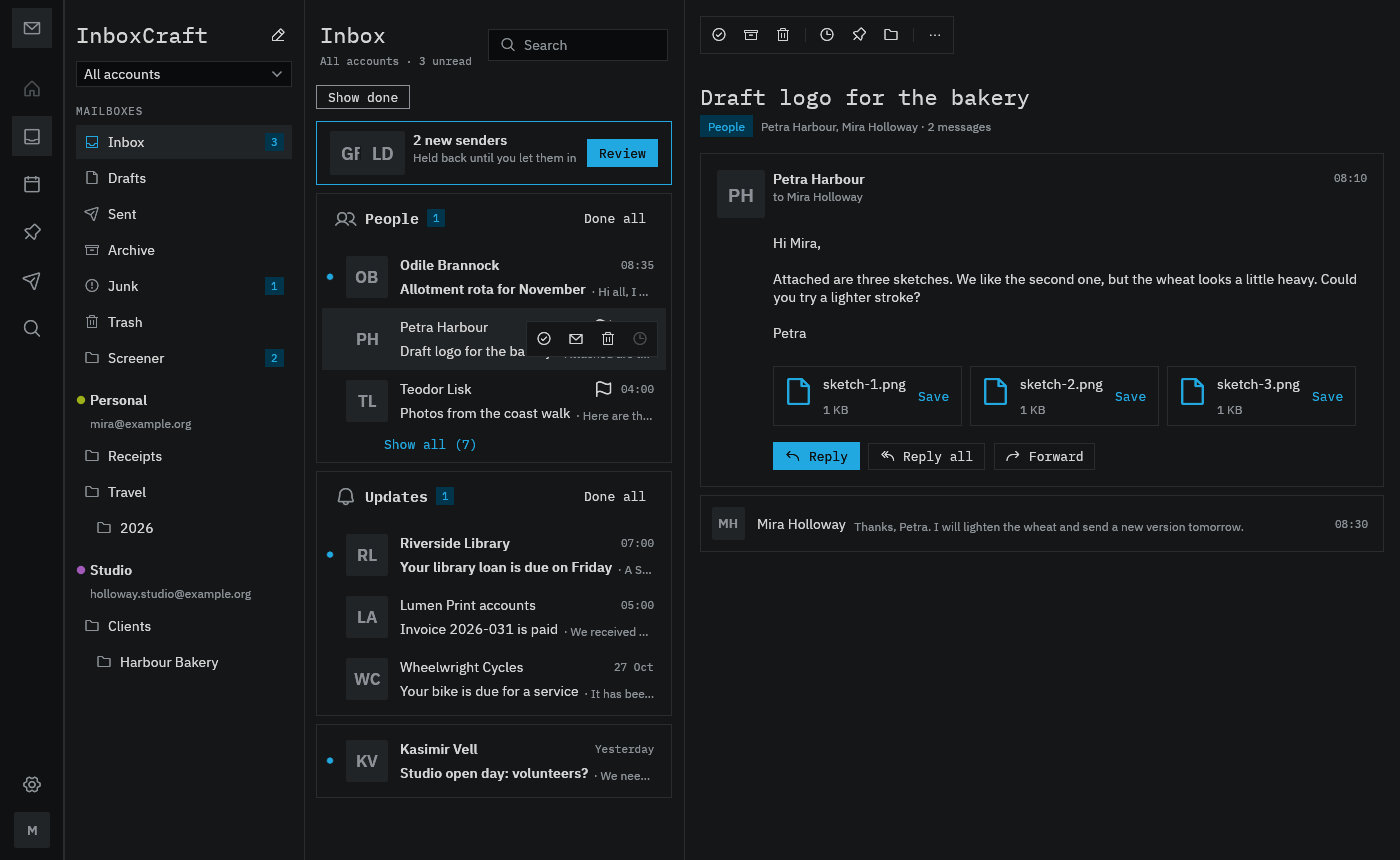 InboxCraft
All accounts
MAILBOXES
Inbox 3
Drafts
Sent
Archive
Junk 1
Trash
Screener 2
Personal
mira@example.org
Receipts
Travel
2026
Studio
holloway.studio@example.org
Clients
Harbour Bakery
M
Inbox
All accounts · 3 unread
Search
Show done
LD
2 new senders
Held back until you let them in
Review
People 1 Done all
OB
Odile Brannock 08:35
Allotment rota for November · Hi all, I ...
PH
Petra Harbour
Draft logo for the
TL
Teodor Lisk 04:00
Photos from the coast walk · Here are th...
Show all (7)
Updates 1 Done all
RL
Riverside Library 07:00
Your library loan is due on Friday · A S...
LA
Lumen Print accounts 05:00
Invoice 2026-031 is paid · We received ...
WC
Wheelwright Cycles 27 Oct
Your bike is due for a service · It has bee...
KV
Kasimir Vell Yesterday
Studio open day: volunteers? · We nee...
Draft logo for the bakery
People Petra Harbour, Mira Holloway · 2 messages
PH
Petra Harbour 08:10
to Mira Holloway
Hi Mira,
Attached are three sketches. We like the second one, but the wheat looks a little heavy. Could
you try a lighter stroke?
Petra
sketch-1.png
1 KB
Save
sketch-2.png
1 KB
Save
sketch-3.png
1 KB
Save
Reply
Reply all
Forward
MH Mira Holloway Thanks, Petra. I will lighten the wheat and send a new version tomorrow. 08:30